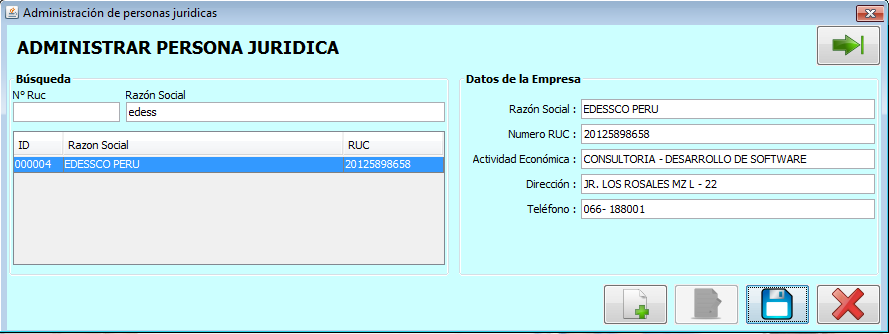 Administración de personas juridicas
ADMINISTRAR PERSONA JURIDICA
Búsqueda
Nº Ruc Razón Social
edess
ID Razon Social RUC
000004 EDESSCO PERU 20125898658
Datos de la Empresa
Razón Social : EDESSCO PERU
Numero RUC : 20125898658
Actividad Económica : CONSULTORIA - DESARROLLO DE SOFTWARE
Dirección : JR. LOS ROSALES MZ L - 22
Teléfono : 066- 188001